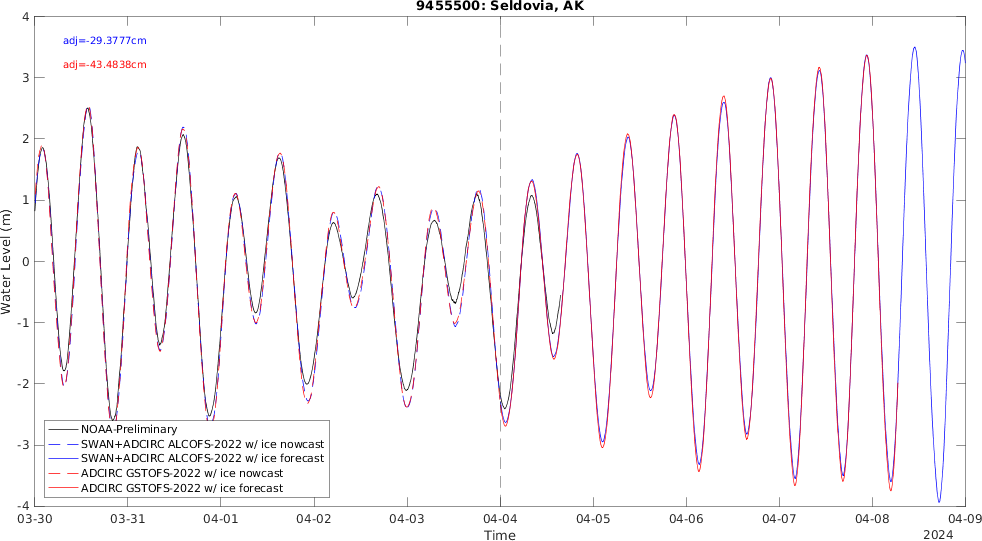 9455500: Seldovia, AK
adj=-29.3777cm
adj=-43.4838cm
Water Level (m)
4
3
2
1
0
-1
-2
-3
-4
NOAA-Preliminary
SWAN+ADCIRC ALCOFS-2022 w/ ice nowcast
SWAN+ADCIRC ALCOFS-2022 w/ ice forecast
ADCIRC GSTOFS-2022 w/ ice nowcast
ADCIRC GSTOFS-2022 w/ ice forecast
03-30 03-31 04-01 04-02 04-03 04-04 04-05 04-06 04-07 04-08 04-09
Time
2024